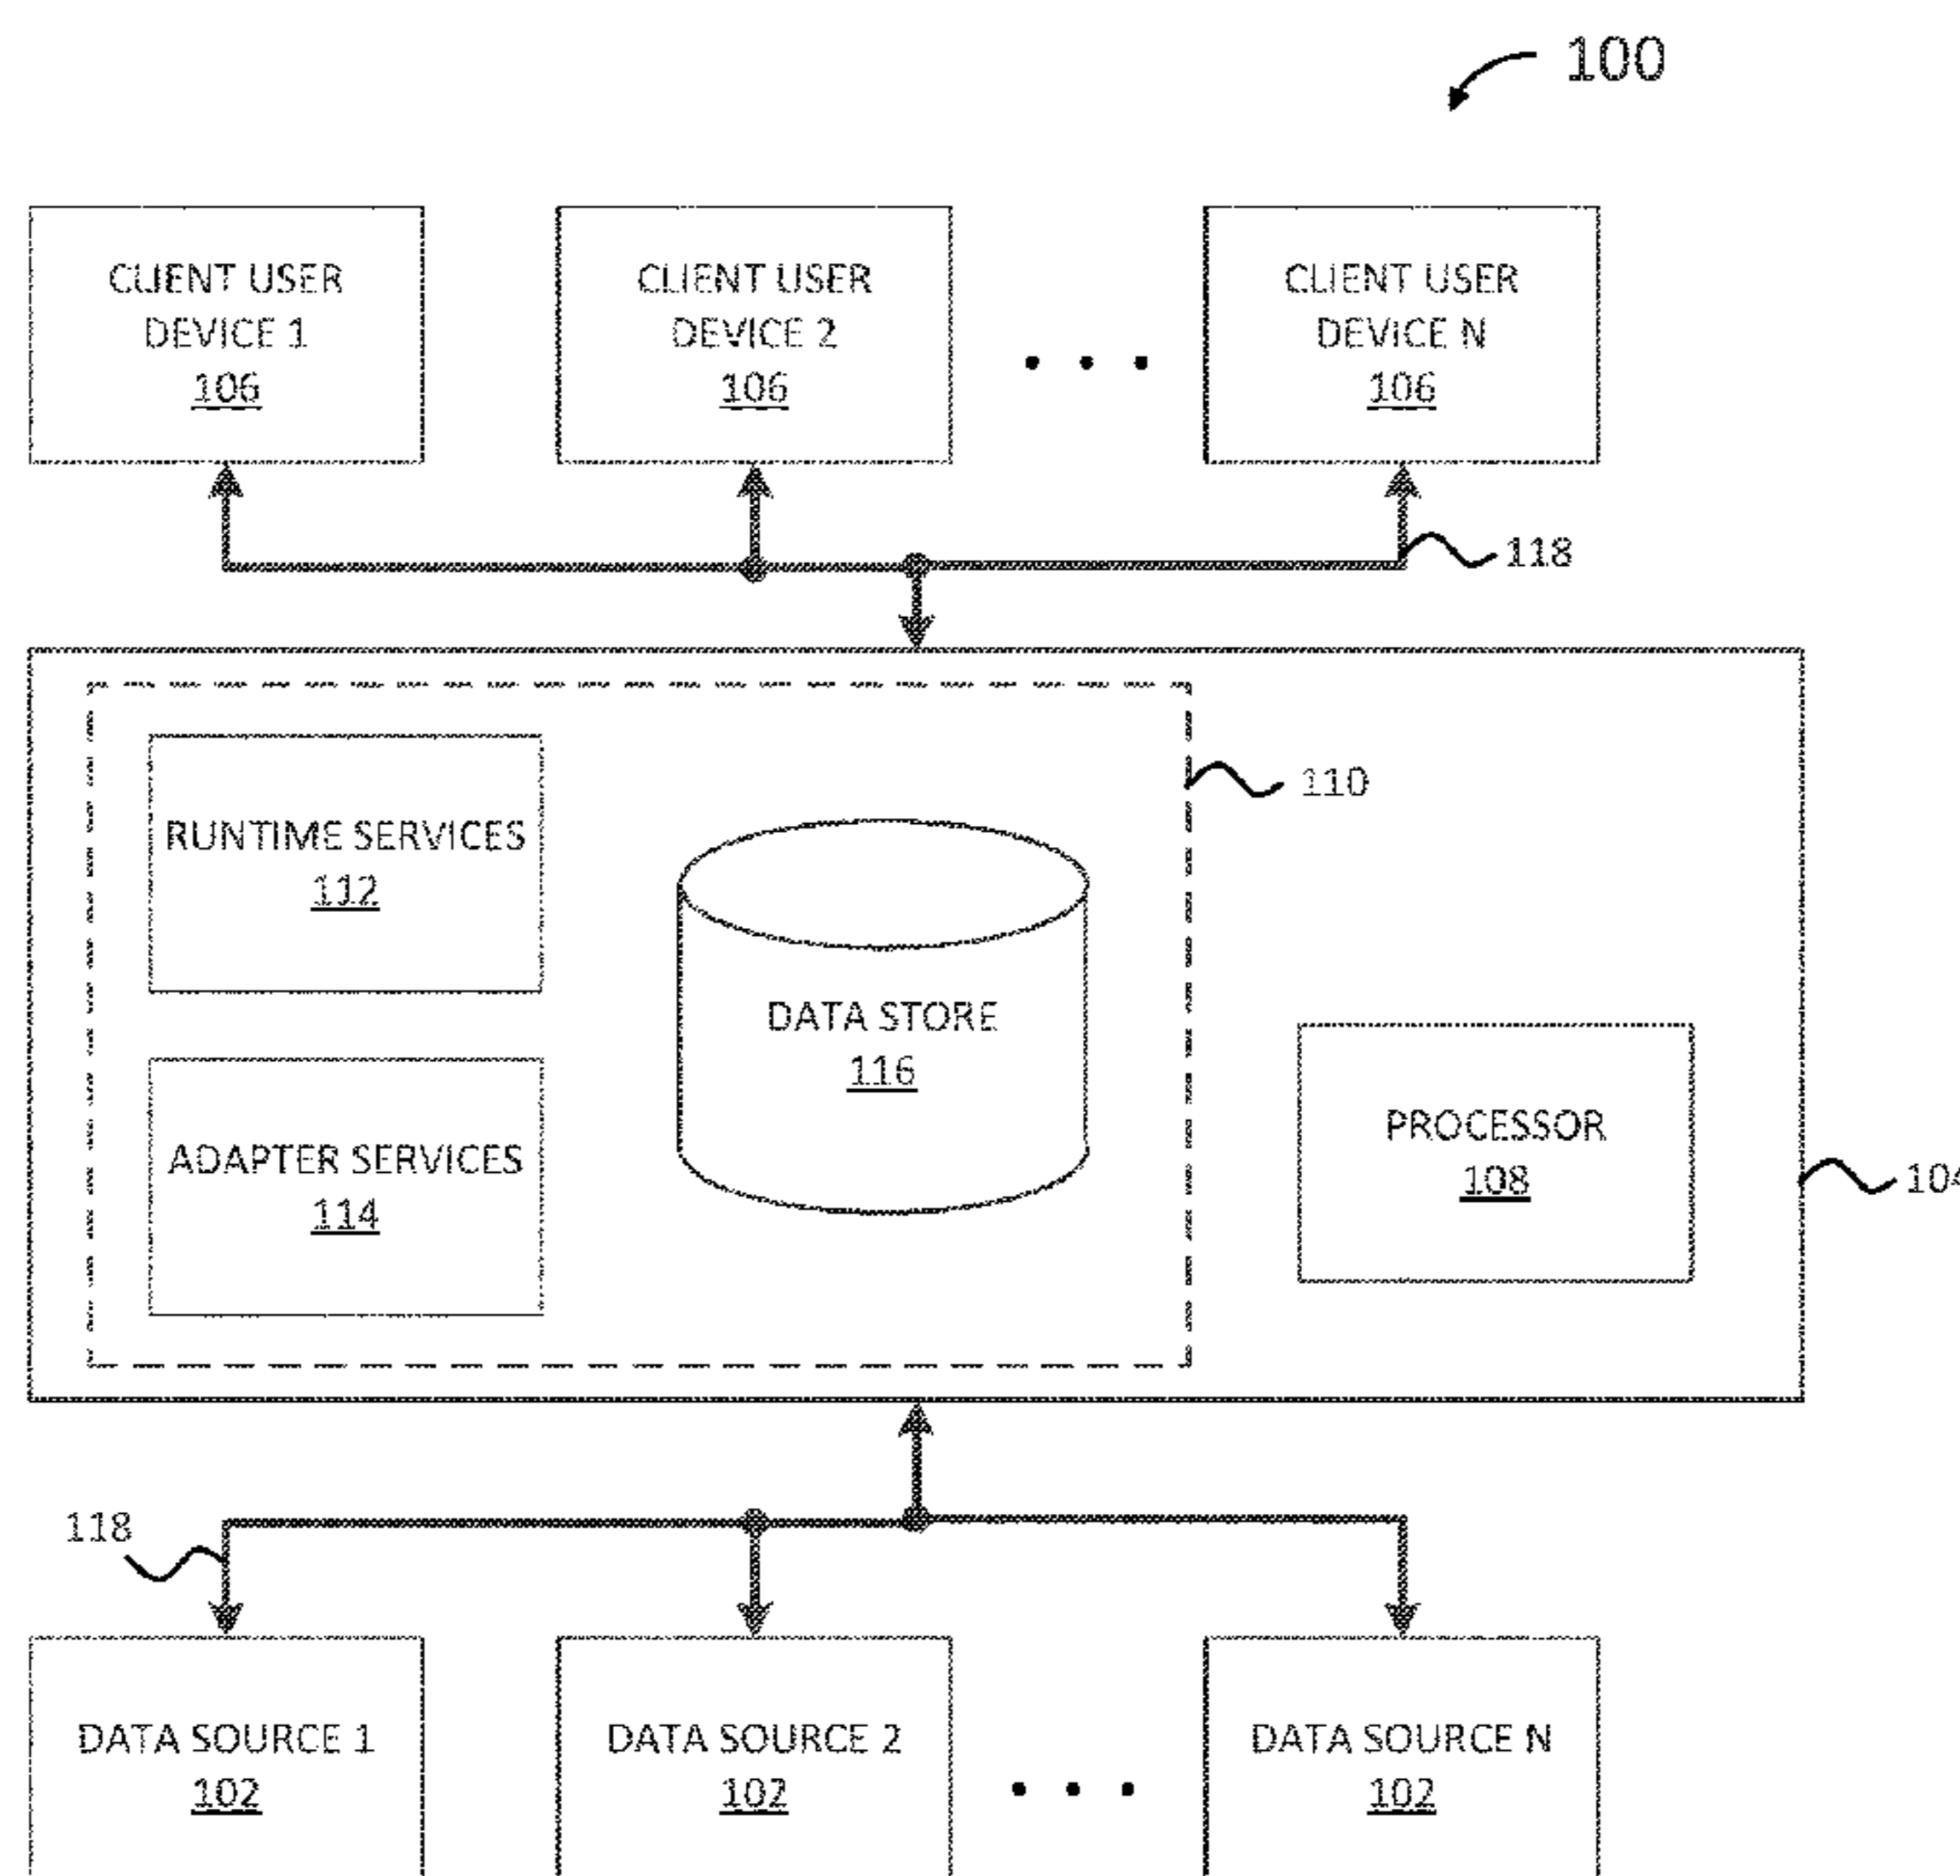 100
CLIENT USER
DEVICE 1
106
CLIENT USER
DEVICE 2
106
CLIENT USER
DEVICE N
106
118
110
RUNTIME SERVICES
112
DATA STORE
116
ADAPTER SERVICES
114
PROCESSOR
108
104
118
DATA SOURCE 1
102
DATA SOURCE 2
102
DATA SOURCE N
102